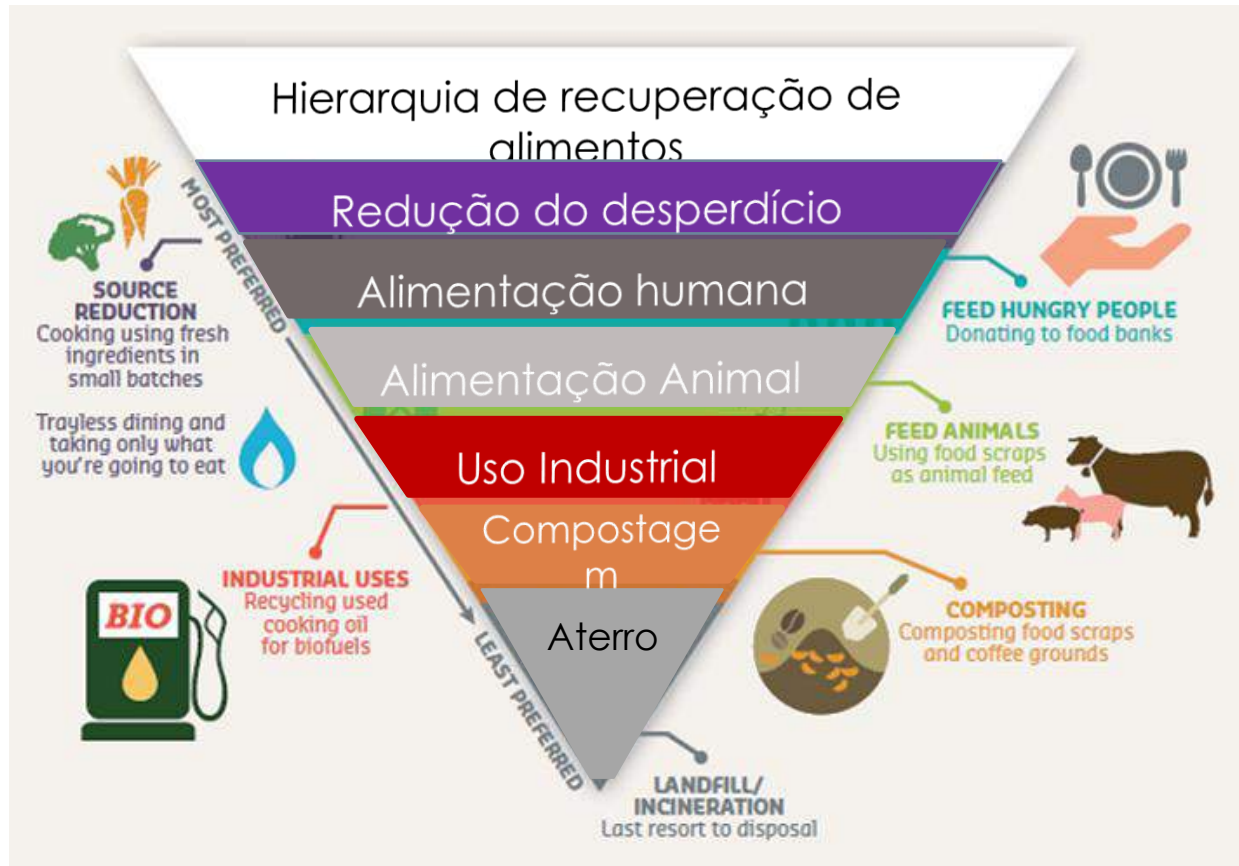 Hierarquia de recuperação de
alimentos
Redução do desperdício
Alimentação humana
Alimentação Animal
Uso Industrial
Compostage
m
Aterro
MOST PREFERRED
LEAST PREFERRED
SOURCE
REDUCTION
Cooking using fresh
ingredients in
small batches
Trayless dining and
taking only what
you're going to eat
INDUSTRIAL USES
Recycling used
cooking oil
for biofuels
BIO
FEED HUNGRY PEOPLE
Donating to food banks
FEED ANIMALS
Using food scraps
as animal feed
COMPOSTING
Composting food scraps
and coffee grounds
LANDFILL/
INCINERATION
Last resort to disposal